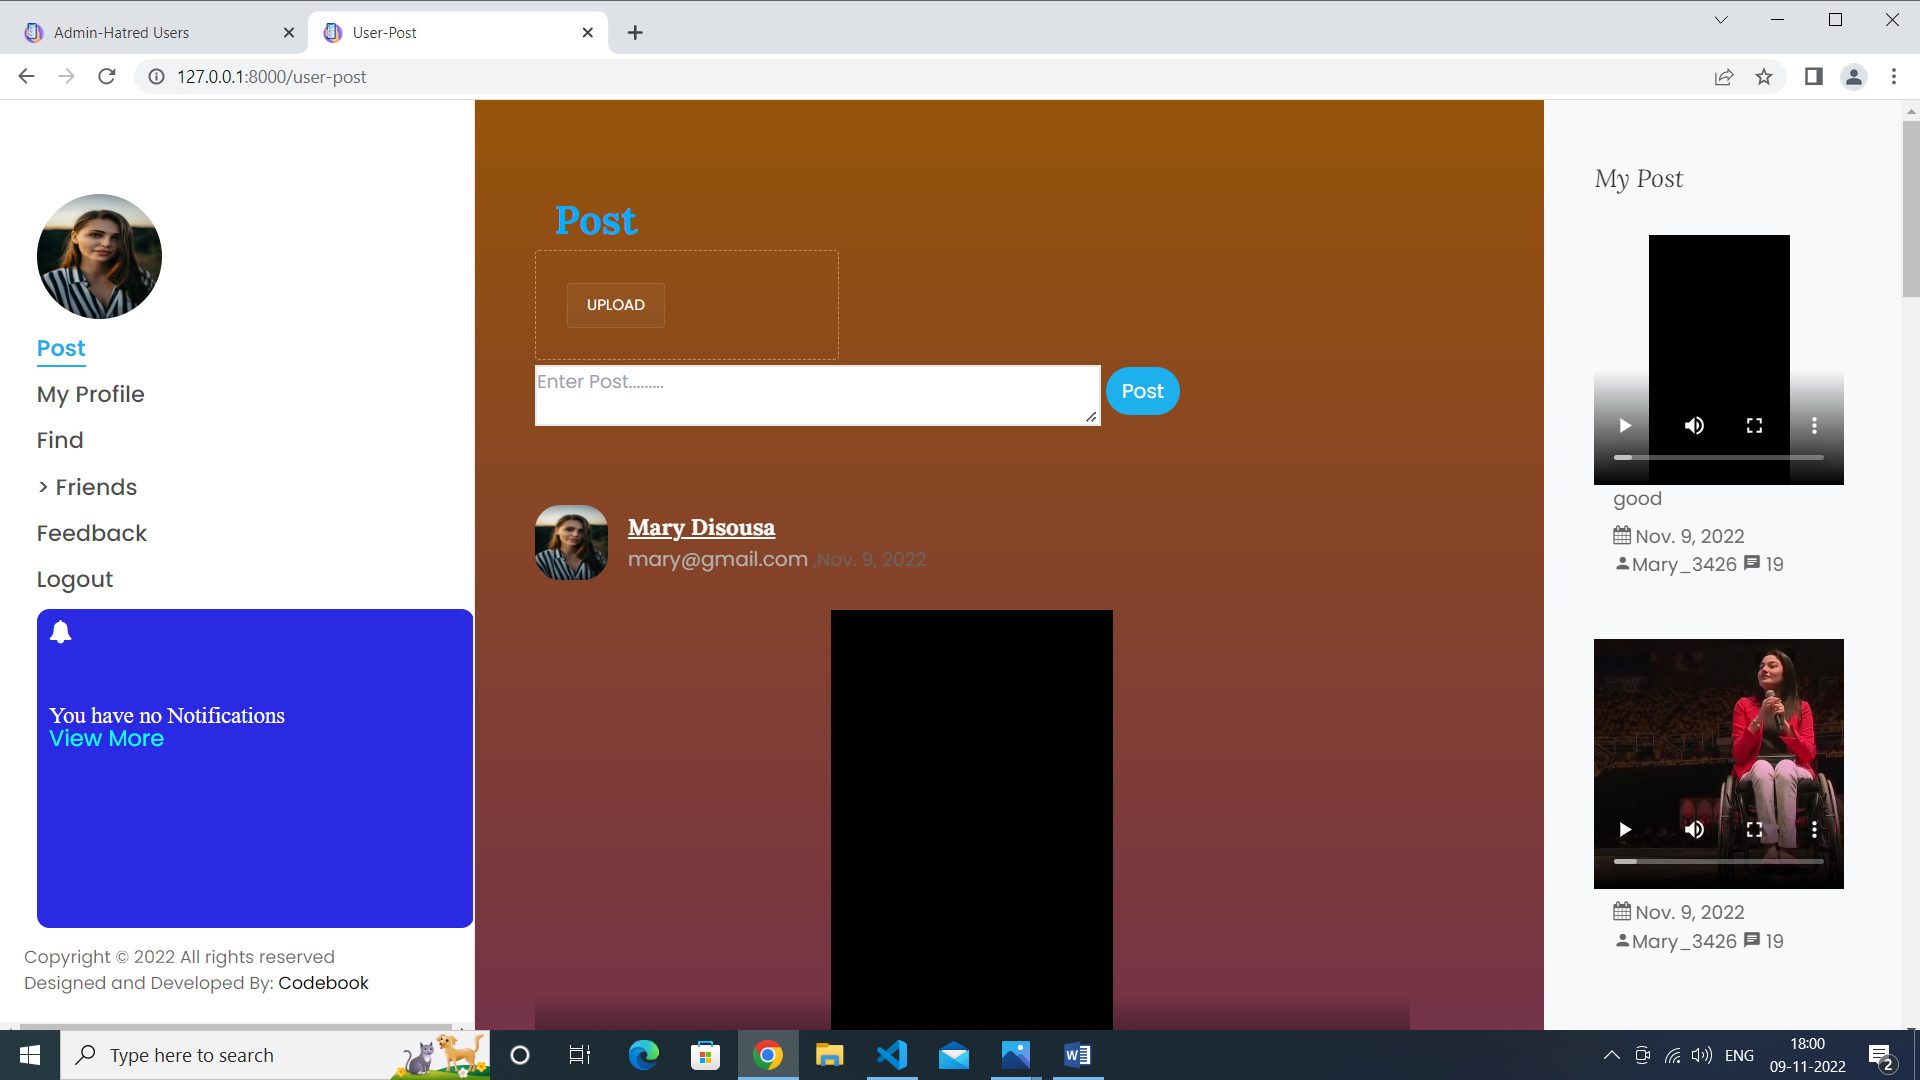 Admin-Hatred Users
User-Post
127.0.0.1:8000/user-post
Post
My Profile
Find
> Friends
Feedback
Logout
You have no Notifications
View More
Copyright © 2022 All rights reserved
Designed and Developed By: Codebook
Post
UPLOAD
Enter Post.........
Post
Mary Disousa
mary@gmail.com ,Nov. 9, 2022
My Post
good
Nov. 9, 2022
Mary_3426 19
Nov. 9, 2022
Mary_3426 19
Type here to search
ENG
18:00
09-11-2022
2